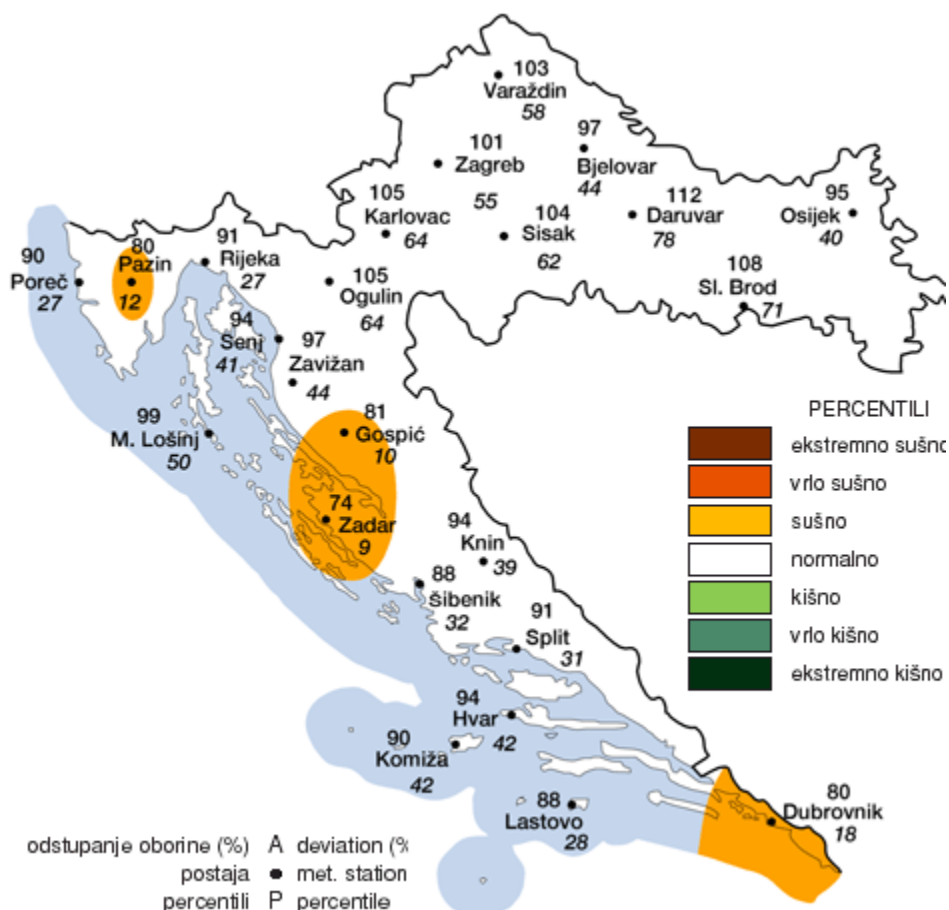 103
Varaždin
58
101
Zagreb
55
97
Bjelovar
44
105
Karlovac
64
104
Sisak
62
112
Daruvar
78
95
Osijek
40
108
Sl. Brod
71
90
Poreč
27
80
Pazin
12
91
Rijeka
27
105
Ogulin
64
94
Senj
41
97
Zavižan
44
99
M. Lošinj
50
81
Gospić
10
74
Zadar
9
94
Knin
39
88
Šibenik
32
91
Split
31
94
Hvar
42
90
Komiža
42
88
Lastovo
28
80
Dubrovnik
18
PERCENTILI
ekstremno sušno
vrlo sušno
sušno
normalno
kišno
vrlo kišno
ekstremno kišno
odstupanje oborine (%) A deviation (%
postaja ● met. station
percentili P percentile